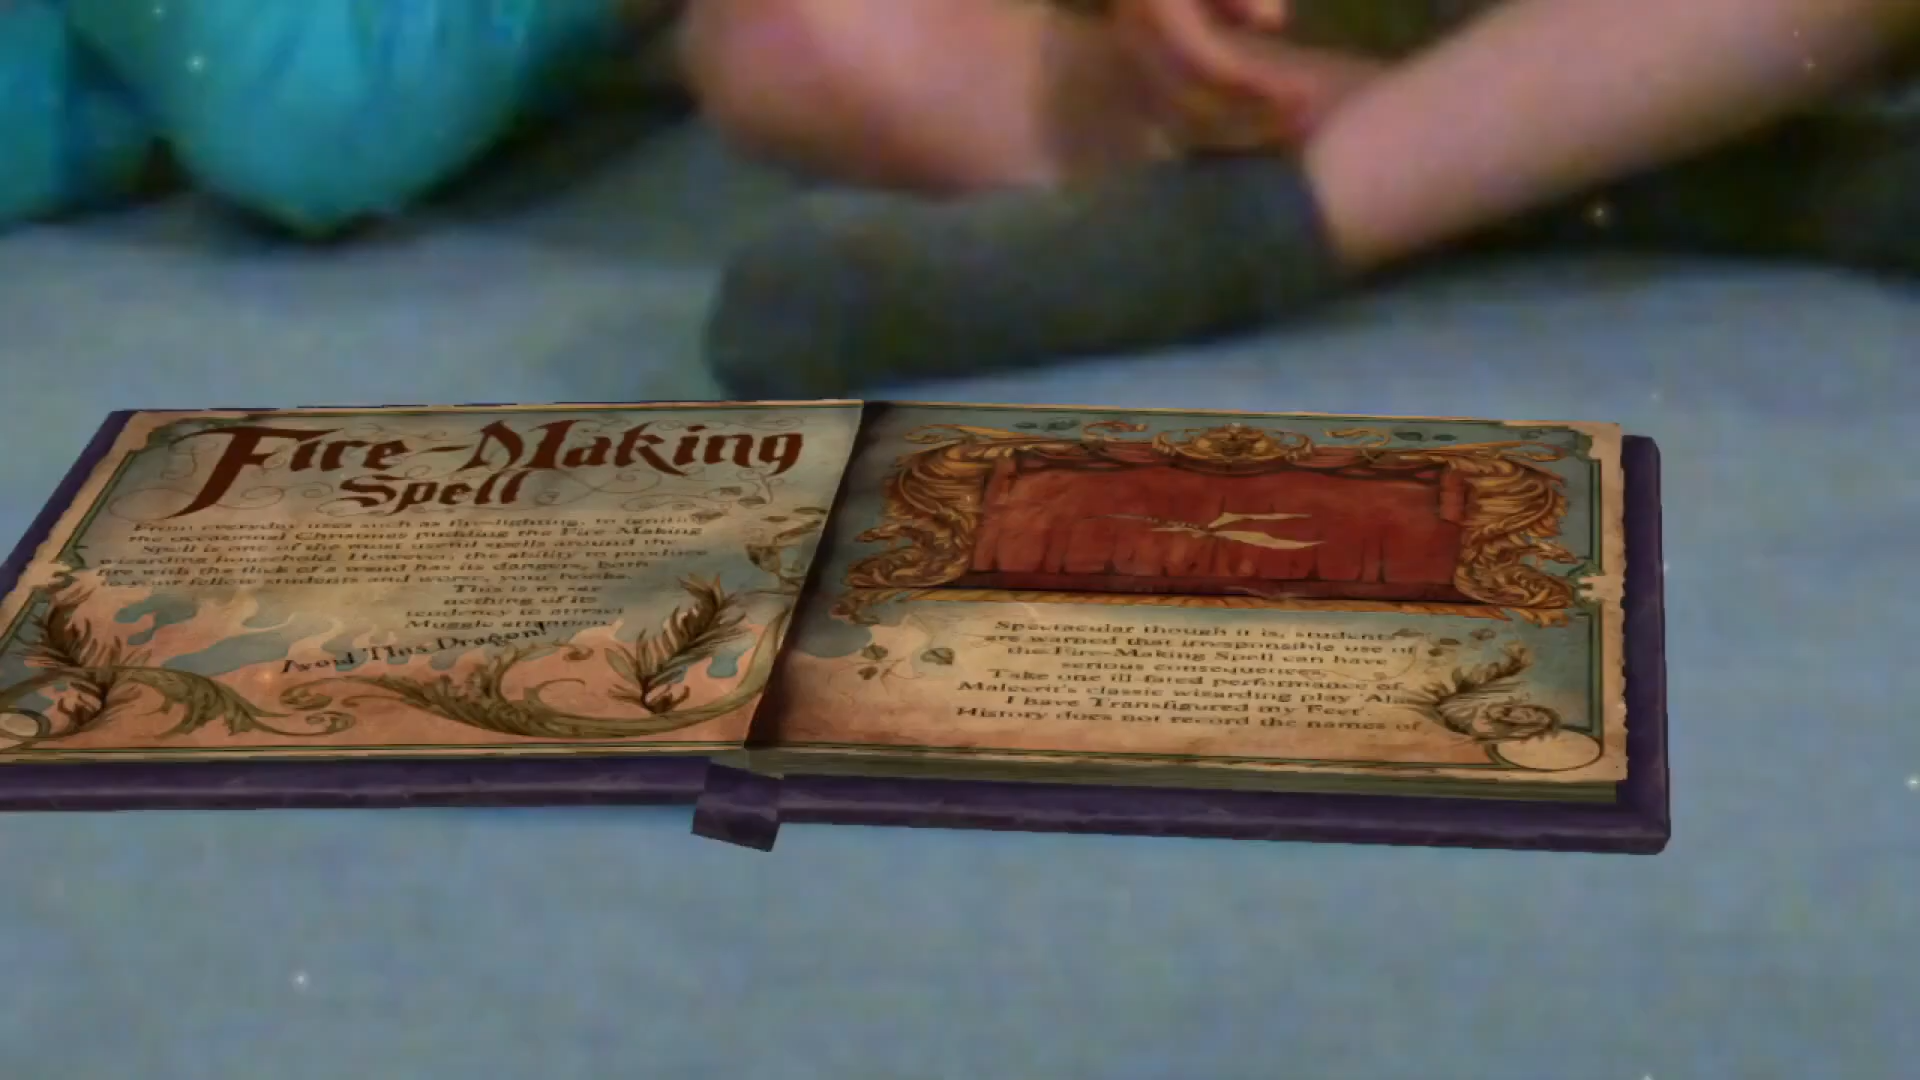 Fire-Making
Spell
From everyday uses such as fire-lighting, to igniting
the occasional Christmas pudding the Fire-Making
Spell is one of the most useful spells around the
wizarding household. However, the ability to produce
fire with the flick of a wand has its dangers, both
to your fellow students and worse, your books.
This is to say
nothing of its
tendency to attract
Muggle attention.
Avoid This Dragon!
Spectacular though it is, students
are warned that irresponsible use of
the Fire-Making Spell can have
serious consequences.
Take one ill-fated performance of
Malecrit's classic wizarding play 'Alas
I have Transfigured my Feet'.
History does not record the names of